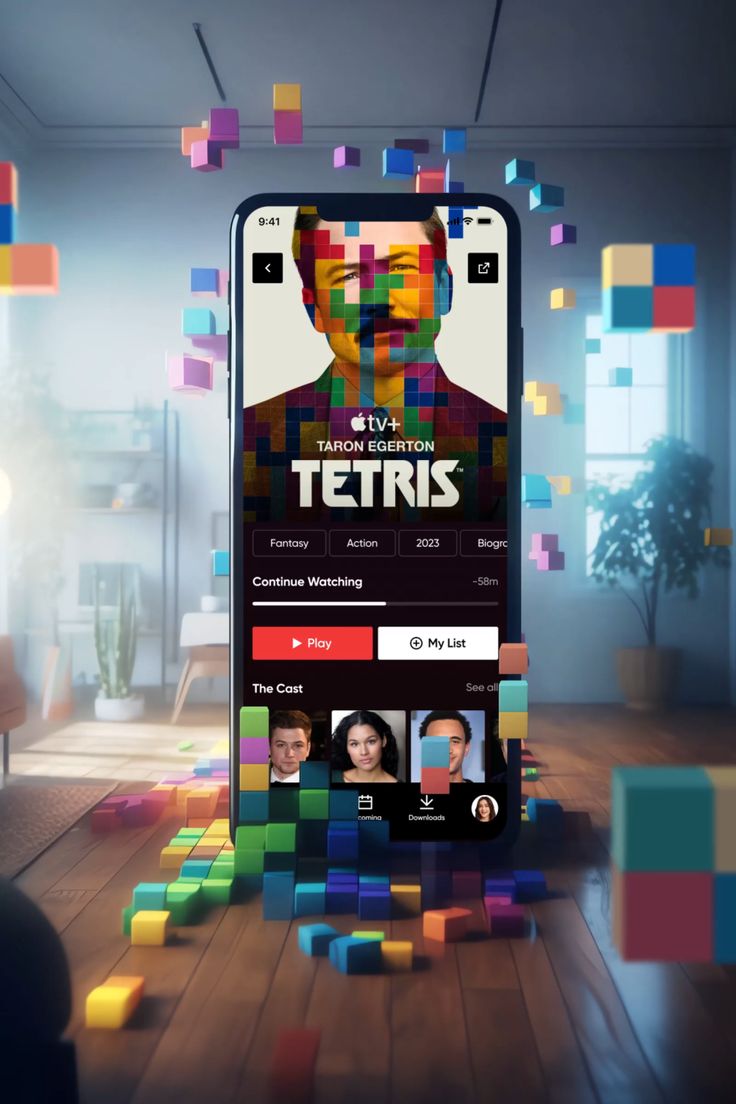 9:41
tv+
TARON EGERTON
TETRIS™
Fantasy
Action
2023
Biogra
Continue Watching
-58m
Play
My List
The Cast
See all
coming
Downloads